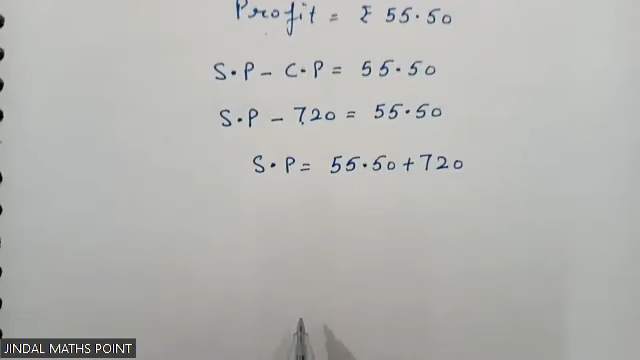 Profit = ₹ 55.50
S.P - C.P = 55.50
S.P - 720 = 55.50
S.P = 55.50 + 720
JINDAL MATHS POINT